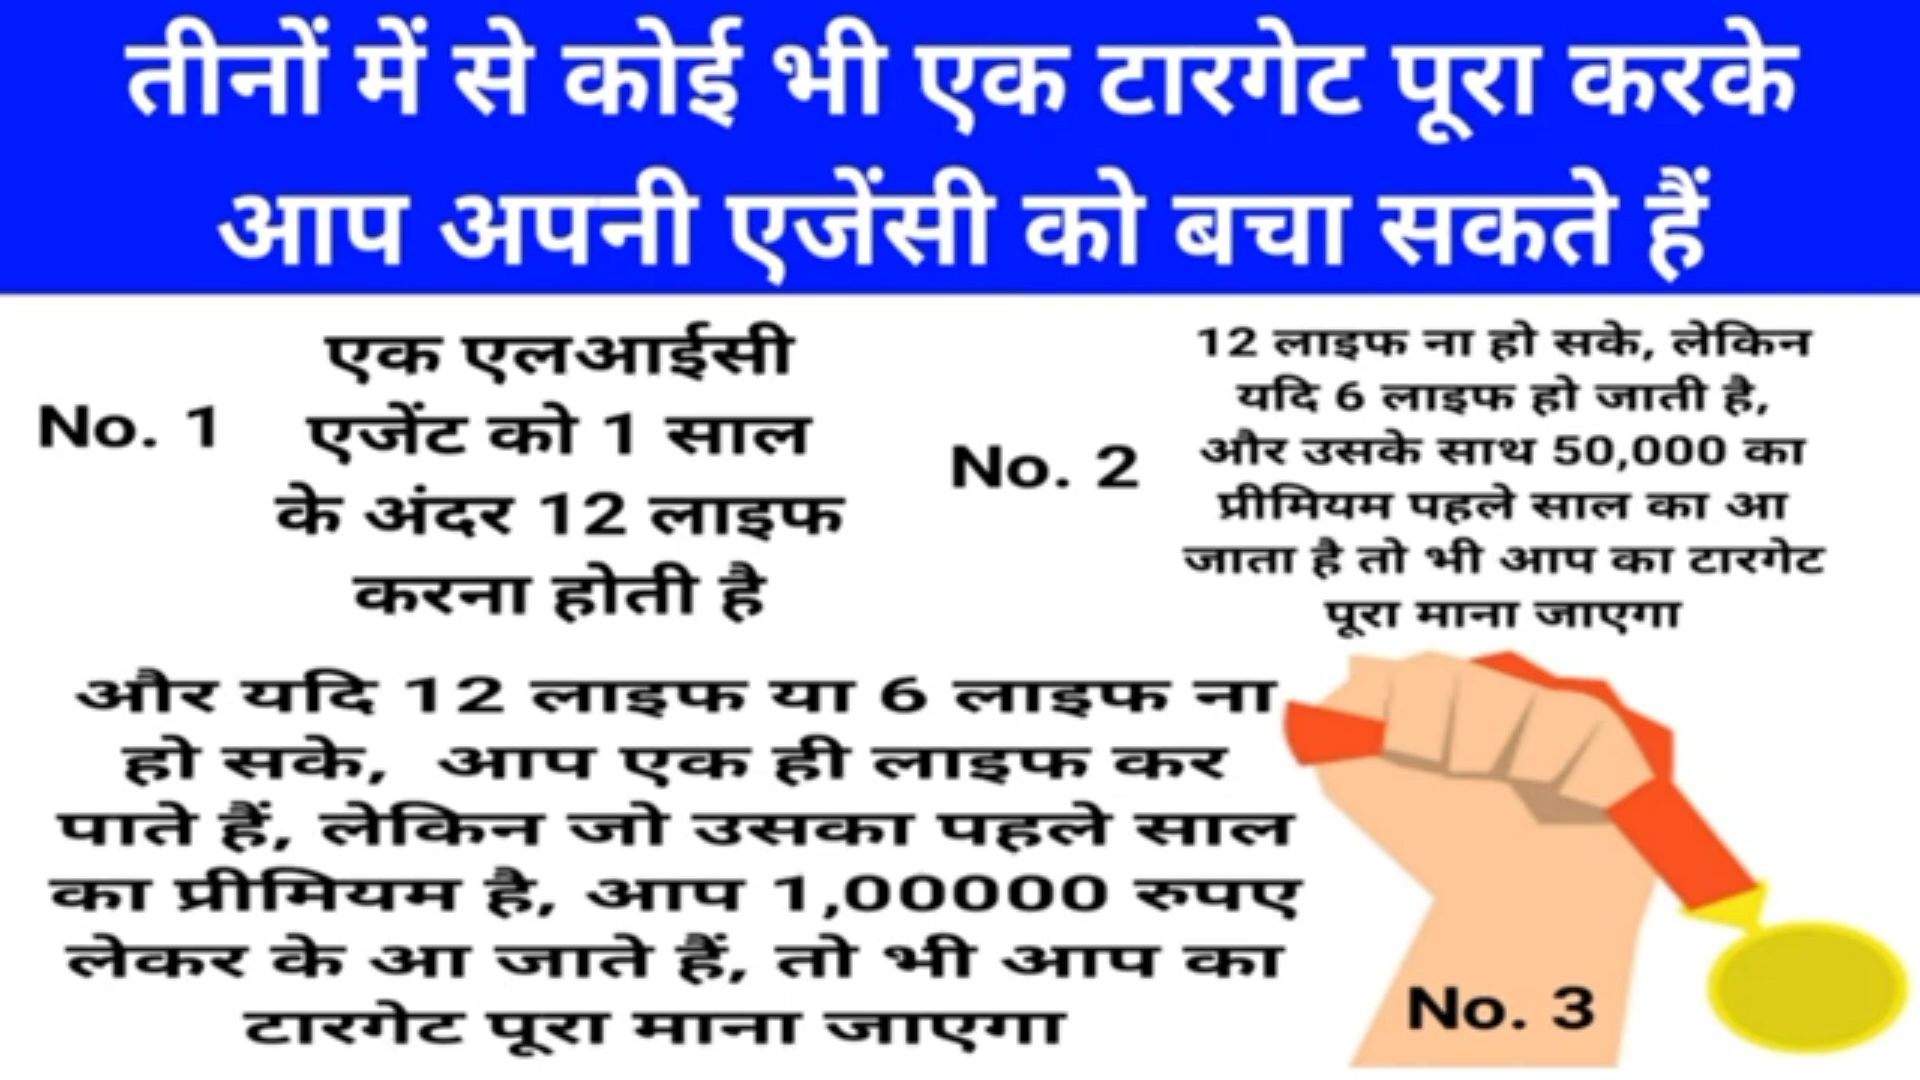 तीनों में से कोई भी एक टारगेट पूरा करके
आप अपनी एजेंसी को बचा सकते हैं
No. 1
एक एलआईसी
एजेंट को 1 साल
के अंदर 12 लाइफ
करना होती है
No. 2
12 लाइफ ना हो सके, लेकिन
यदि 6 लाइफ हो जाती है,
और उसके साथ 50,000 का
प्रीमियम पहले साल का आ
जाता है तो भी आप का टारगेट
पूरा माना जाएगा
और यदि 12 लाइफ या 6 लाइफ ना
हो सके, आप एक ही लाइफ कर
पाते हैं, लेकिन जो उसका पहले साल
का प्रीमियम है, आप 1,00000 रुपए
लेकर के आ जाते हैं, तो भी आप का
टारगेट पूरा माना जाएगा
No. 3